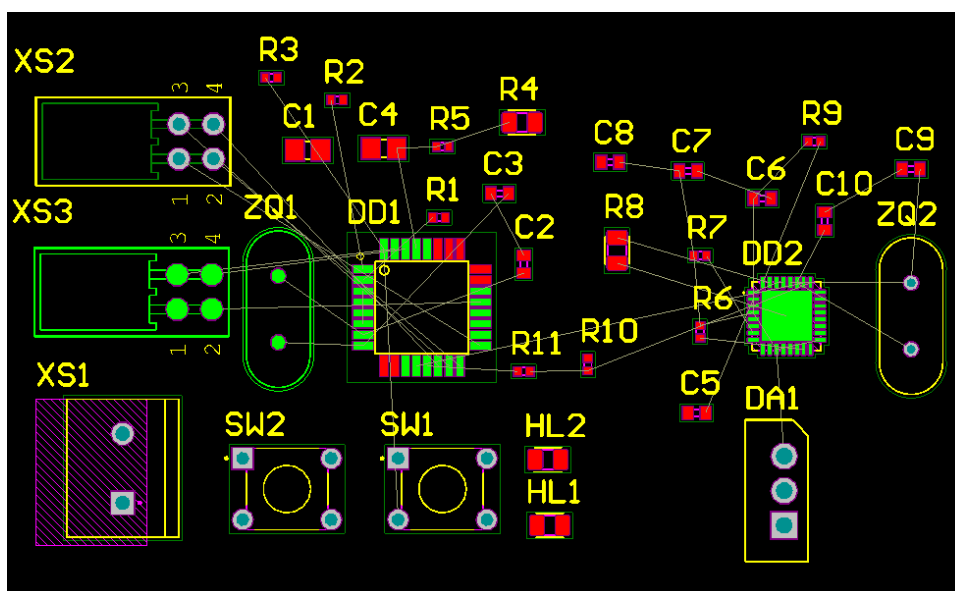 XS2
R3
R2
C1
C4
R5
R4
C8
C7
R9
C9
3 4
1 2
XS3
ZQ1
DD1
R1
C3
C2
R8
R7
C6
C10
ZQ2
DD2
3 4
1 2
R6
R11
R10
XS1
C5
DA1
SW2
SW1
HL2
HL1